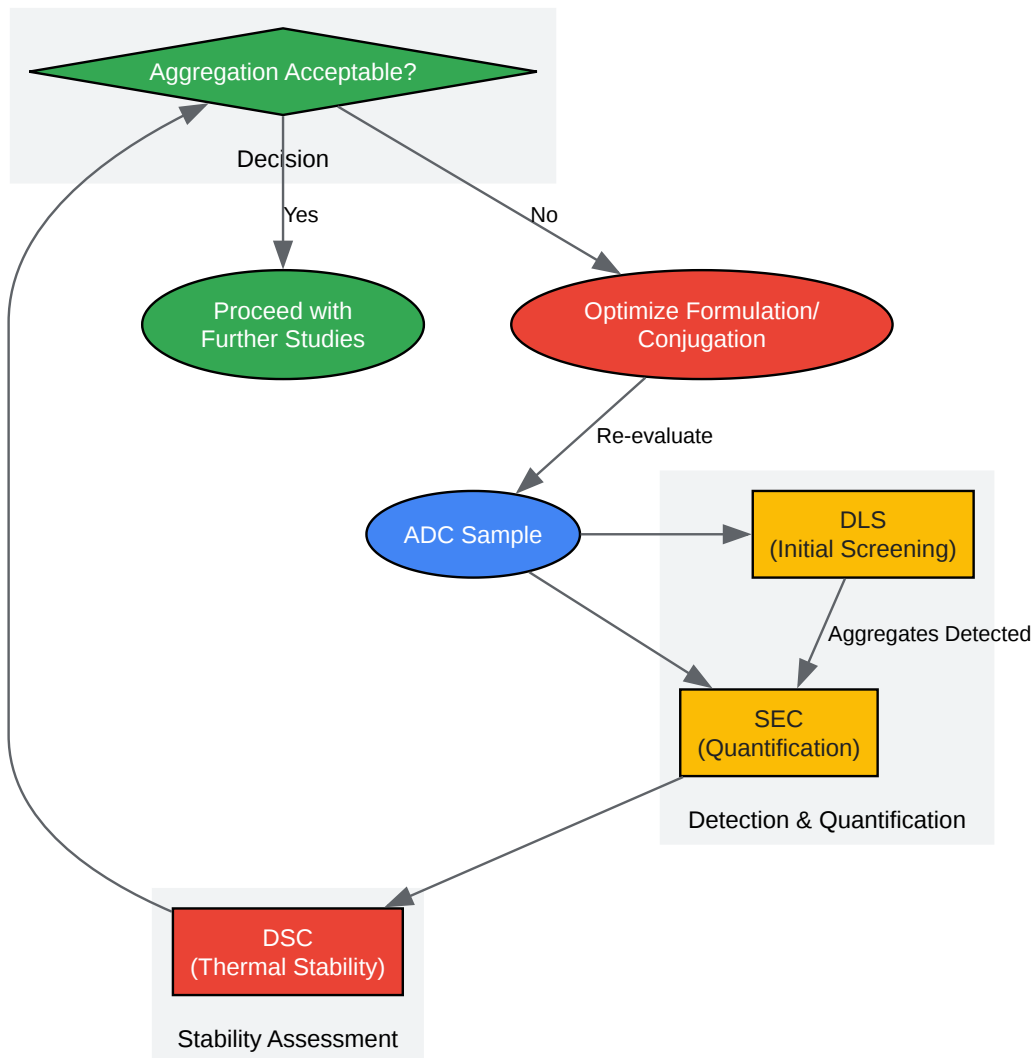 Aggregation Acceptable?
Decision
Yes
No
Proceed with
Further Studies
Optimize Formulation/
Conjugation
Re-evaluate
ADC Sample
DLS
(Initial Screening)
Aggregates Detected
SEC
(Quantification)
Detection & Quantification
DSC
(Thermal Stability)
Stability Assessment